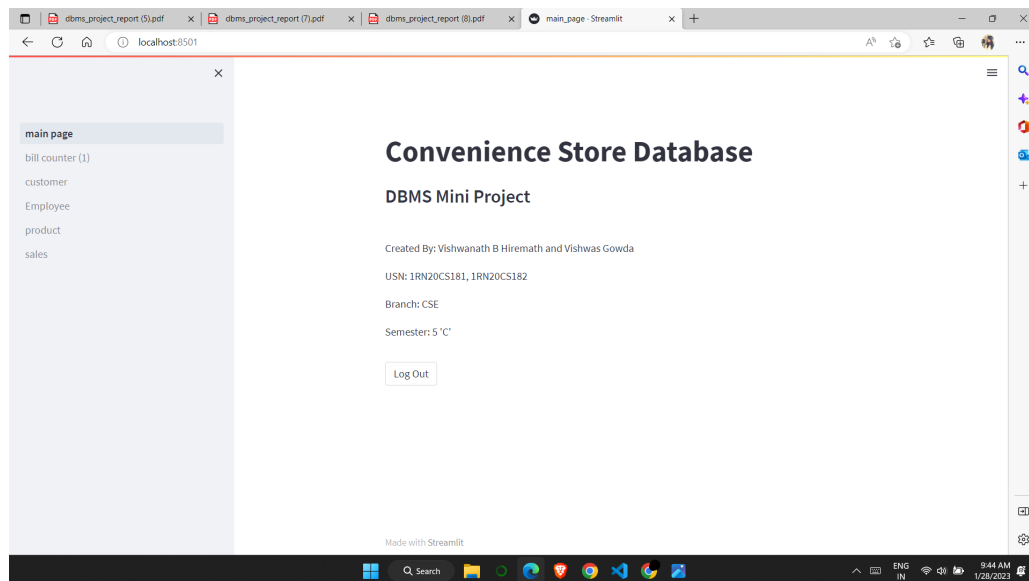 dbms_project_report (5).pdf
dbms_project_report (7).pdf
dbms_project_report (8).pdf
main_page · Streamlit
localhost:8501
main page
bill counter (1)
customer
Employee
product
sales
Convenience Store Database
DBMS Mini Project
Created By: Vishwanath B Hiremath and Vishwas Gowda
USN: 1RN20CS181, 1RN20CS182
Branch: CSE
Semester: 5 'C'
Log Out
Made with Streamlit
Search
ENG
IN
9:44 AM
1/28/2023